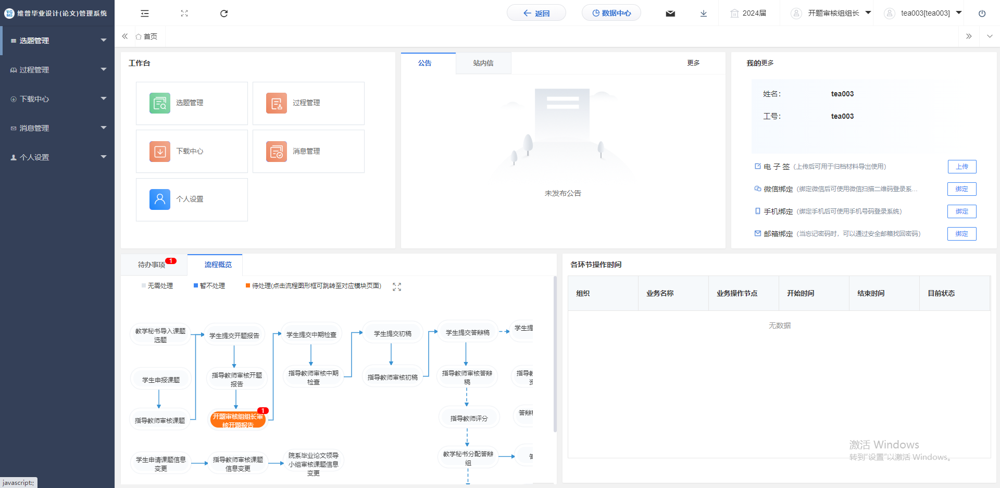 VG MS 维普毕业设计(论文)管理系统
返回
数据中心
2024届
开题审核组组长
tea003[tea003]
选题管理
过程管理
下载中心
消息管理
个人设置
首页
工作台
选题管理
过程管理
下载中心
消息管理
个人设置
公告
站内信
更多
未发布公告
我的更多
姓名：
tea003
工号：
tea003
电 子 签（上传后可用于归档材料导出使用）
上传
微信绑定（绑定微信后可使用微信扫描二维码登录系...
绑定
手机绑定（绑定手机后可使用手机号码登录系统）
绑定
邮箱绑定（当忘记密码时，可以通过安全邮箱找回密码）
绑定
待办事项
1
流程概览
无需处理
暂不处理
待处理(点击流程图形框可跳转至对应模块页面)
教学秘书导入课题
选题
学生提交开题报告
学生提交中期检查
学生提交初稿
学生提交答辩稿
学生提
学生申报课题
指导教师审核开题
报告
指导教师审核中期
检查
指导教师审核初稿
指导教师审核答辩
稿
指导教
指导教师审核课题
1
开题审核组组长审
核开题报告
指导教师评分
答辩
学生申请课题信息
变更
指导教师审核课题
信息变更
院系毕业论文领导
小组审核课题信息
变更
教学秘书分配答辩
组
各环节操作时间
组织
业务名称
业务操作节点
开始时间
结束时间
目前状态
无数据
激活 Windows
转到“设置”以激活 Windows。
javascript:;